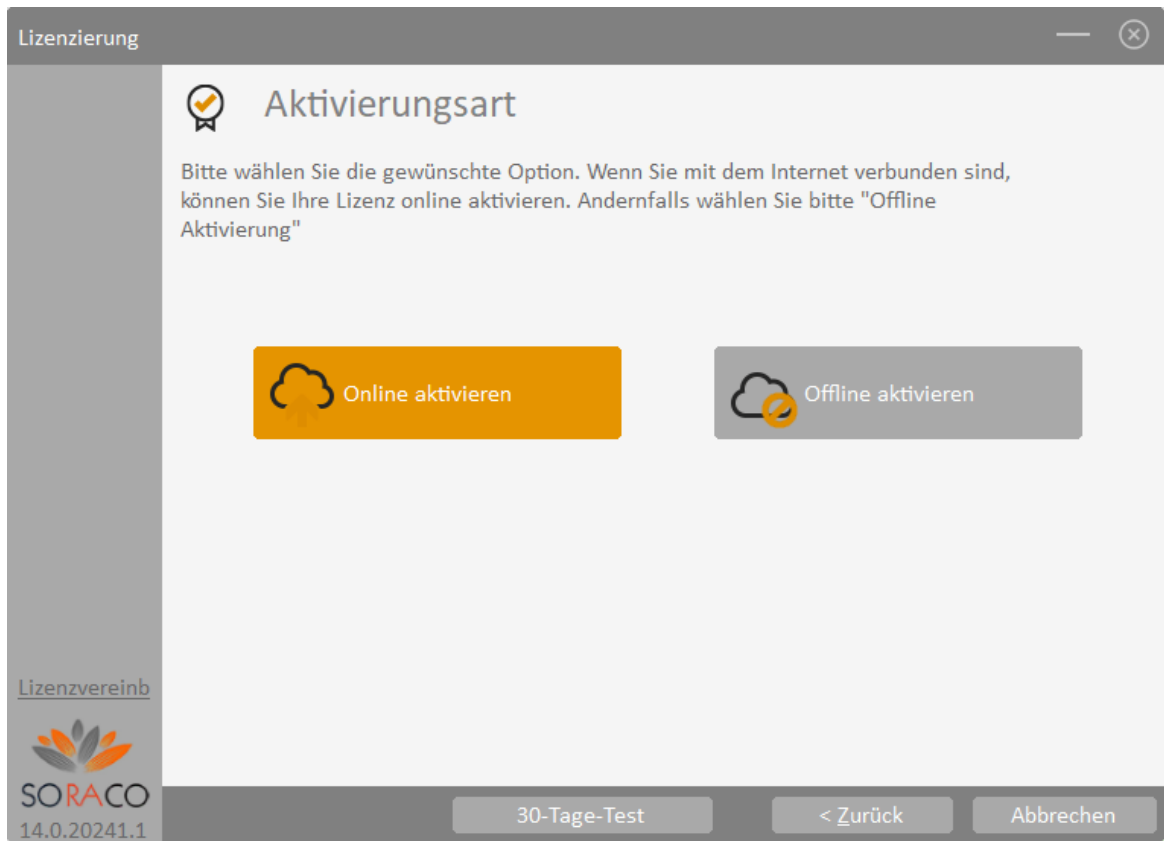 Lizenzierung
Aktivierungsart
Bitte wählen Sie die gewünschte Option. Wenn Sie mit dem Internet verbunden sind,
können Sie Ihre Lizenz online aktivieren. Andernfalls wählen Sie bitte "Offline
Aktivierung"
Online aktivieren
Offline aktivieren
Lizenzvereinb
SORACO
14.0.20241.1
30-Tage-Test
< Zurück
Abbrechen